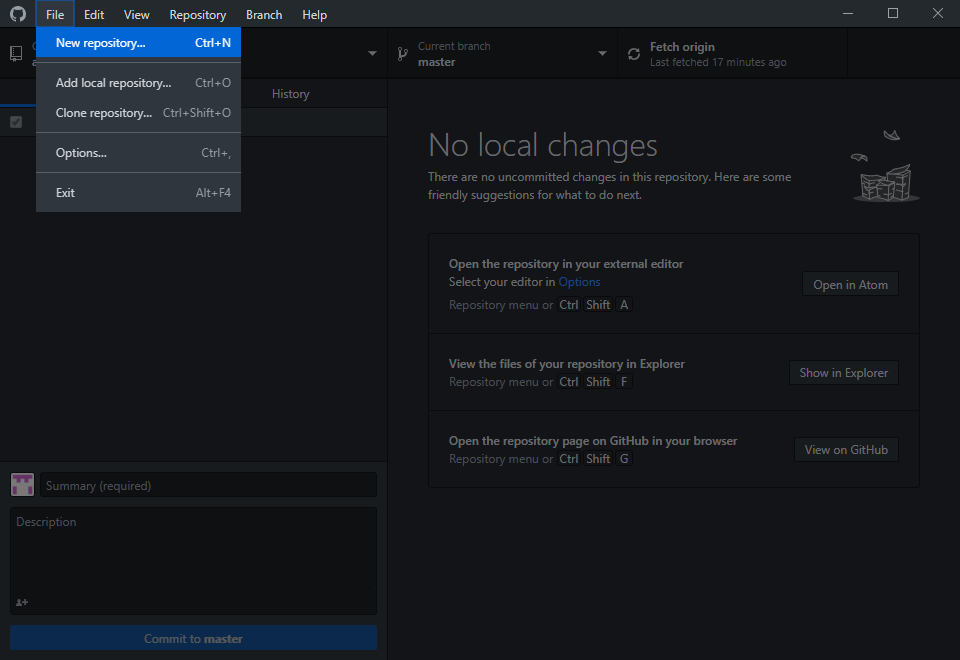 File Edit View Repository Branch Help
New repository... Ctrl+N
Add local repository... Ctrl+O
Clone repository... Ctrl+Shift+O
Options... Ctrl+,
Exit Alt+F4
Current branch
master
Fetch origin
Last fetched 17 minutes ago
History
No local changes
There are no uncommitted changes in this repository. Here are some
friendly suggestions for what to do next.
Open the repository in your external editor
Select your editor in Options
Repository menu or Ctrl Shift A
Open in Atom
View the files of your repository in Explorer
Repository menu or Ctrl Shift F
Show in Explorer
Open the repository page on GitHub in your browser
Repository menu or Ctrl Shift G
View on GitHub
Summary (required)
Description
Commit to master